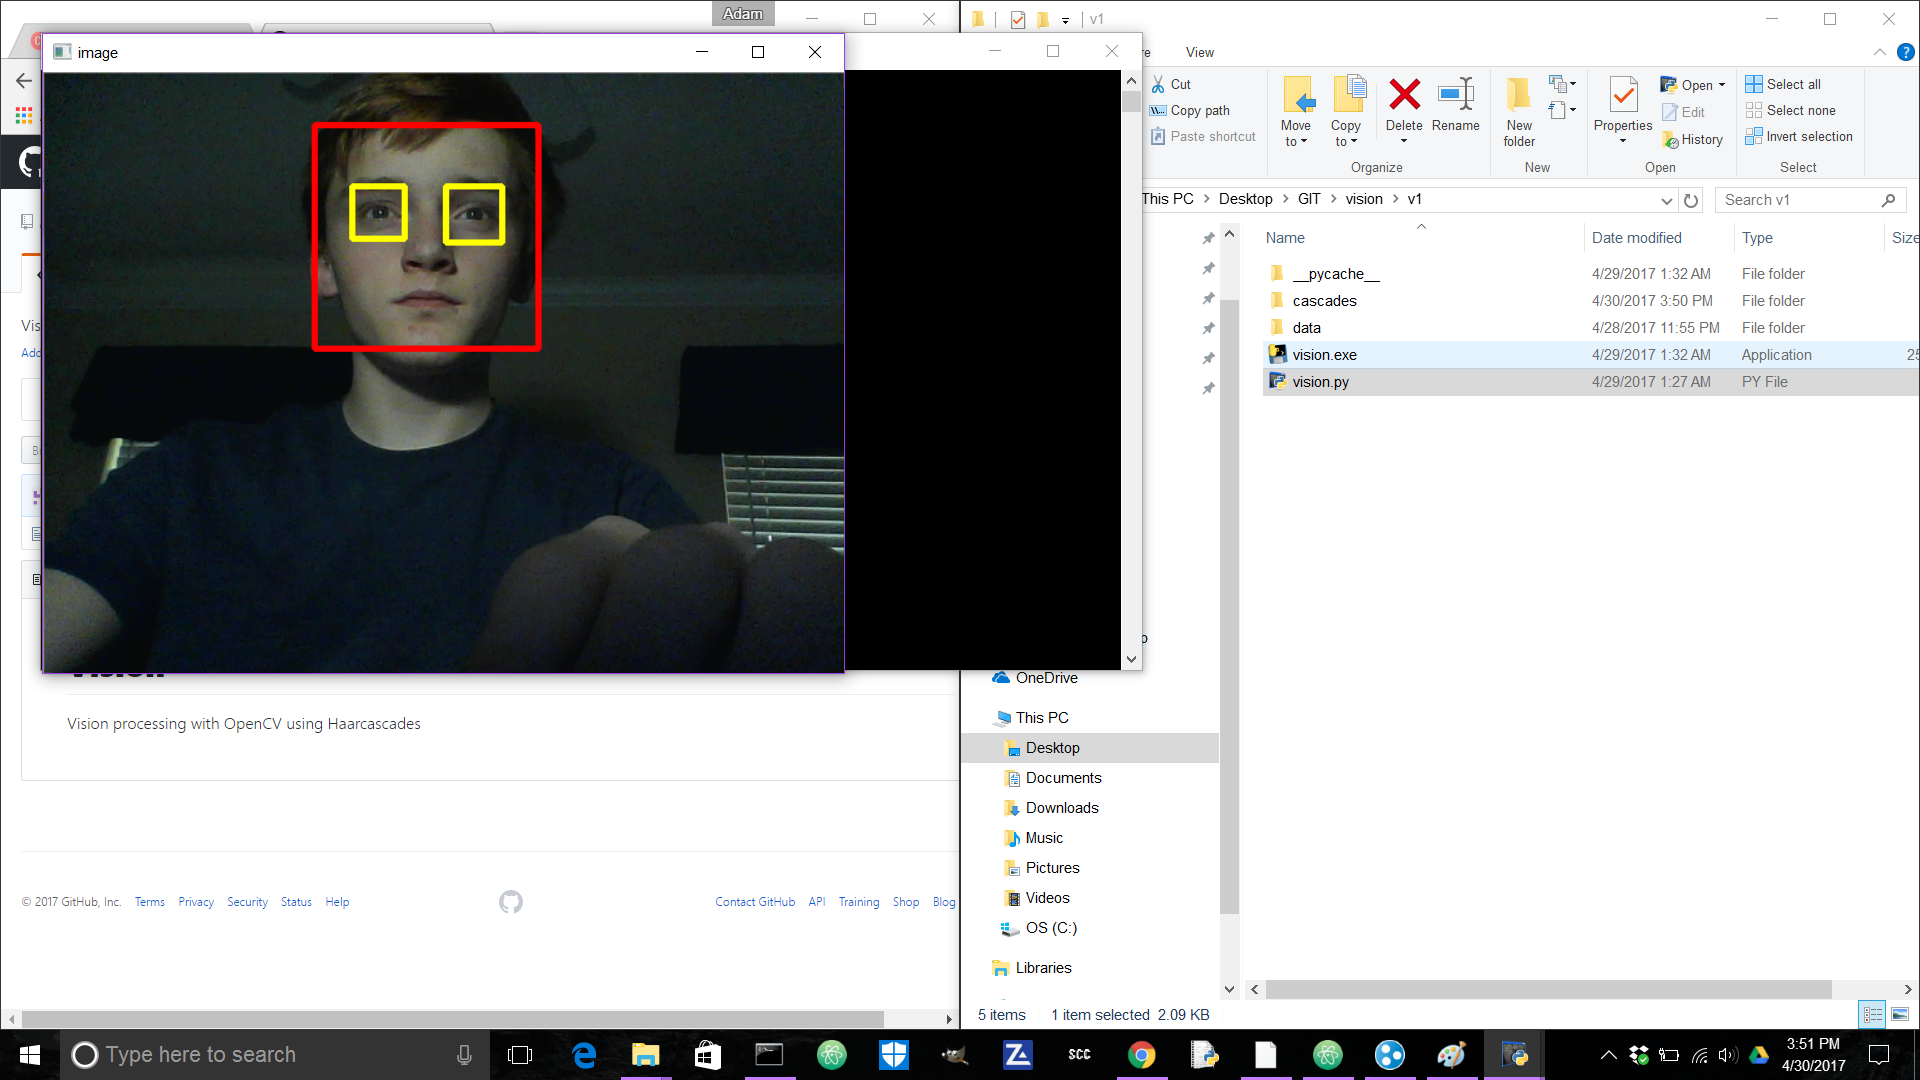 Adam
image
v1
View
Cut
Copy path
Paste shortcut
Move to
Copy to
Delete
Rename
Organize
New folder
New
Properties
Open
Edit
History
Open
Select all
Select none
Invert selection
Select
This PC > Desktop > GIT > vision > v1
Search v1
Name Date modified Type Size
__pycache__ 4/29/2017 1:32 AM File folder
cascades 4/30/2017 3:50 PM File folder
data 4/28/2017 11:55 PM File folder
vision.exe 4/29/2017 1:32 AM Application 25
vision.py 4/29/2017 1:27 AM PY File
OneDrive
This PC
Desktop
Documents
Downloads
Music
Pictures
Videos
OS (C:)
Libraries
5 items 1 item selected 2.09 KB
Vision processing with OpenCV using Haarcascades
© 2017 GitHub, Inc. Terms Privacy Security Status Help
Contact GitHub API Training Shop Blog
Type here to search
SCC
3:51 PM
4/30/2017